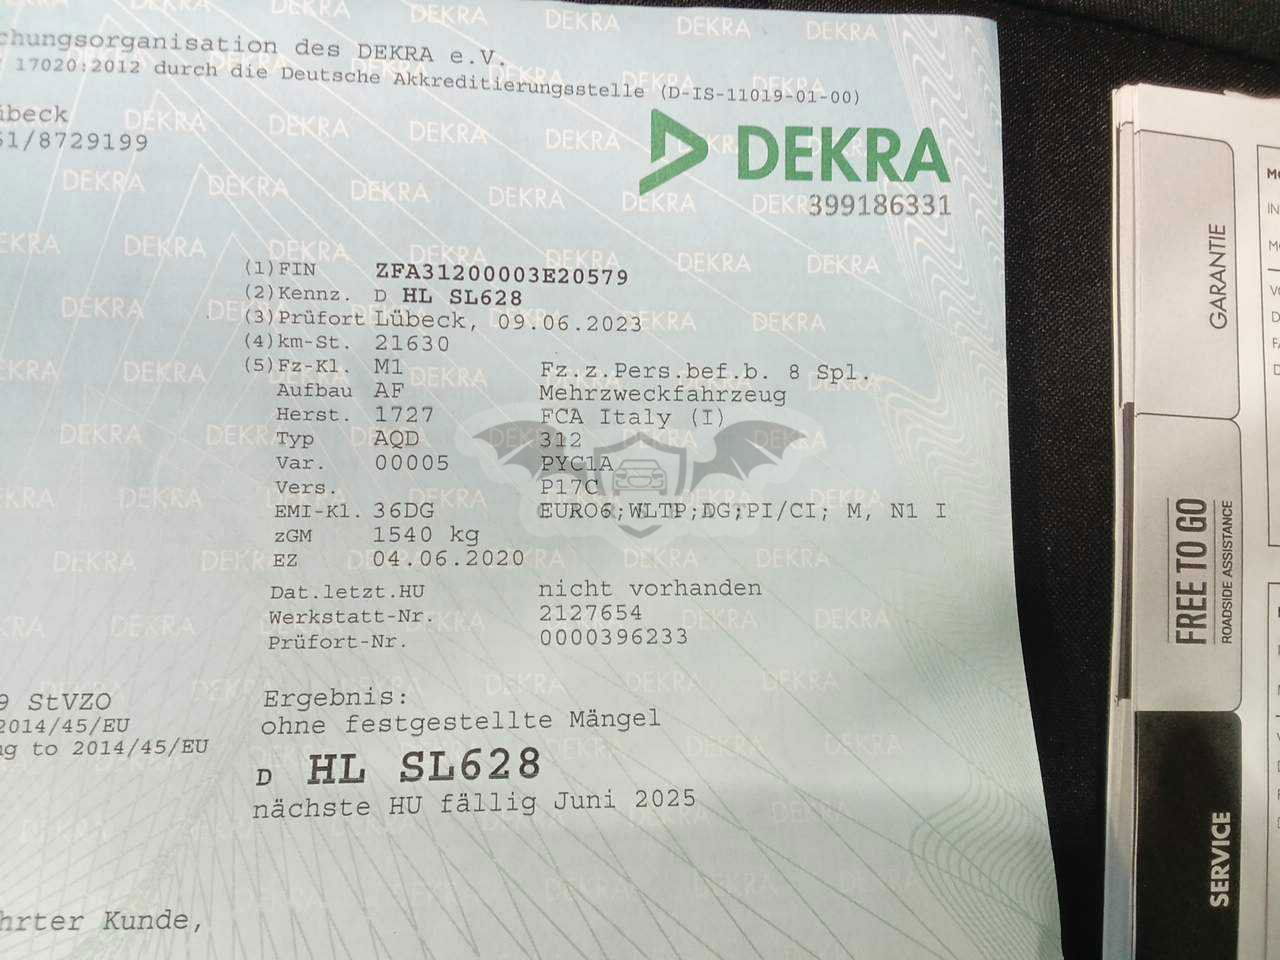 chungsorganisation des DEKRA e.V.
17020:2012 durch die Deutsche Akkreditierungsstelle (D-IS-11019-01-00)
übeck
51/8729199
DEKRA
399186331
(1)FIN ZFA31200003E20579
(2)Kennz. D HL SL628
(3)Prüfort Lübeck, 09.06.2023
(4)km-St. 21630
(5)Fz-Kl. M1 Fz.z.Pers.bef.b. 8 Spl.
Aufbau AF Mehrzweckfahrzeug
Herst. 1727 FCA Italy (I)
Typ AQD 312
Var. 00005 PYC1A
Vers. P17C
EMI-Kl. 36DG EURO6;WLTP;DG;PI/CI; M, N1 I
zGM 1540 kg
EZ 04.06.2020
Dat.letzt.HU nicht vorhanden
Werkstatt-Nr. 2127654
Prüfort-Nr. 0000396233
9 StVZO
2014/45/EU
ng to 2014/45/EU
Ergebnis:
ohne festgestellte Mängel
D HL SL628
nächste HU fällig Juni 2025
hrter Kunde,
GARANTIE
FREE TO GO
ROADSIDE ASSISTANCE
SERVICE